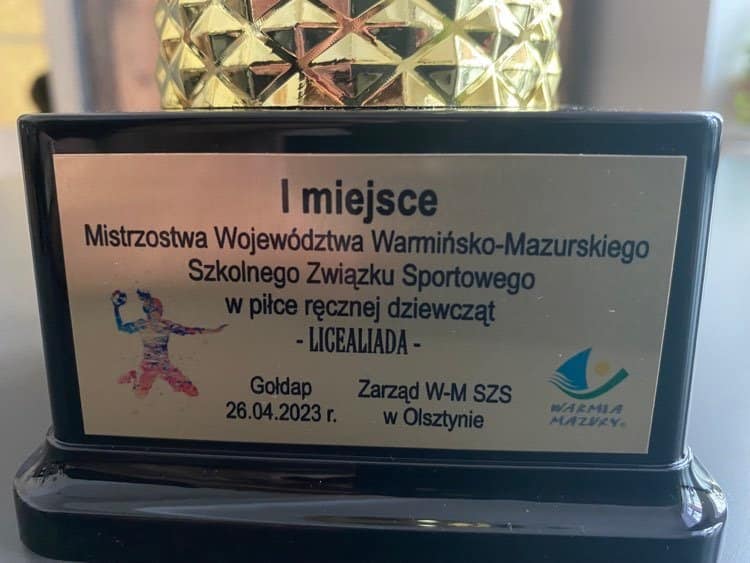 I miejsce
Mistrzostwa Województwa Warmińsko-Mazurskiego
Szkolnego Związku Sportowego
w piłce ręcznej dziewcząt
- LICEALIADA -
Gołdap
26.04.2023 r.
Zarząd W-M SZS
w Olsztynie
WARMIA
MAZURY®